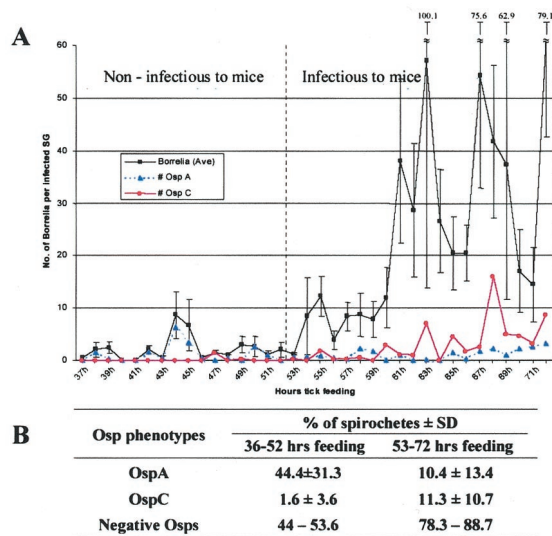 A
100.1 75.6 62.9 79.1
60
Non - infectious to mice Infectious to mice
50
40
Borrelia (Ave)
# Osp A
# Osp C
30
20
10
0
No. of Borrelia per infected SG
37h 39h 41h 43h 45h 47h 49h 51h 53h 55h 57h 59h 61h 63h 65h 67h 69h 71h
Hours tick feeding
B
Osp phenotypes % of spirochetes ± SD
36-52 hrs feeding 53-72 hrs feeding
OspA 44.4±31.3 10.4 ± 13.4
OspC 1.6 ± 3.6 11.3 ± 10.7
Negative Osps 44 – 53.6 78.3 – 88.7